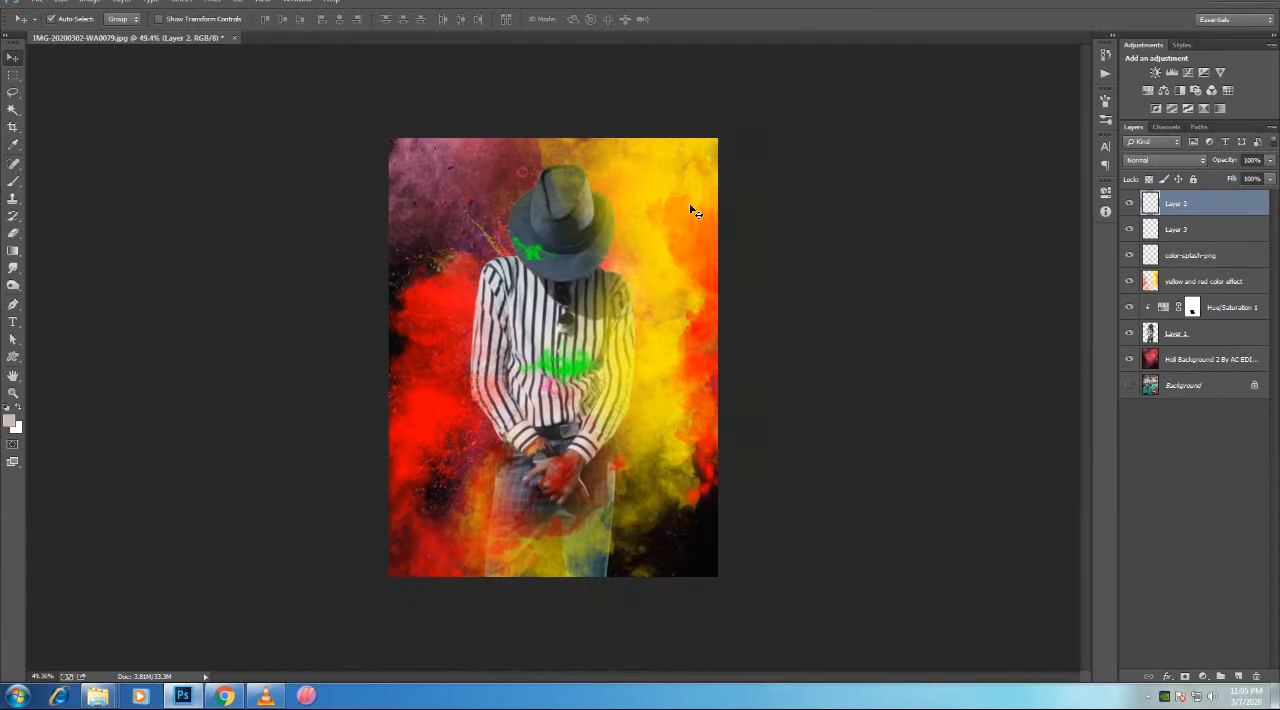 Auto-Select:
Group
Show Transform Controls
3D Mode:
Essentials
IMG-20200302-WA0079.jpg @ 49.4% (Layer 2, RGB/8) *
Adjustments
Styles
Add an adjustment
Layers
Channels
Paths
Kind
Normal
Opacity:
100%
Lock:
Fill:
100%
Layer 2
Layer 3
color-splash-png
yellow and red color effect
Hue/Saturation 1
Layer 1
Holi Background 2 By AC EDI...
Background
49.36%
Doc: 3.81M/33.3M
Ps
11:05 PM
3/7/2020